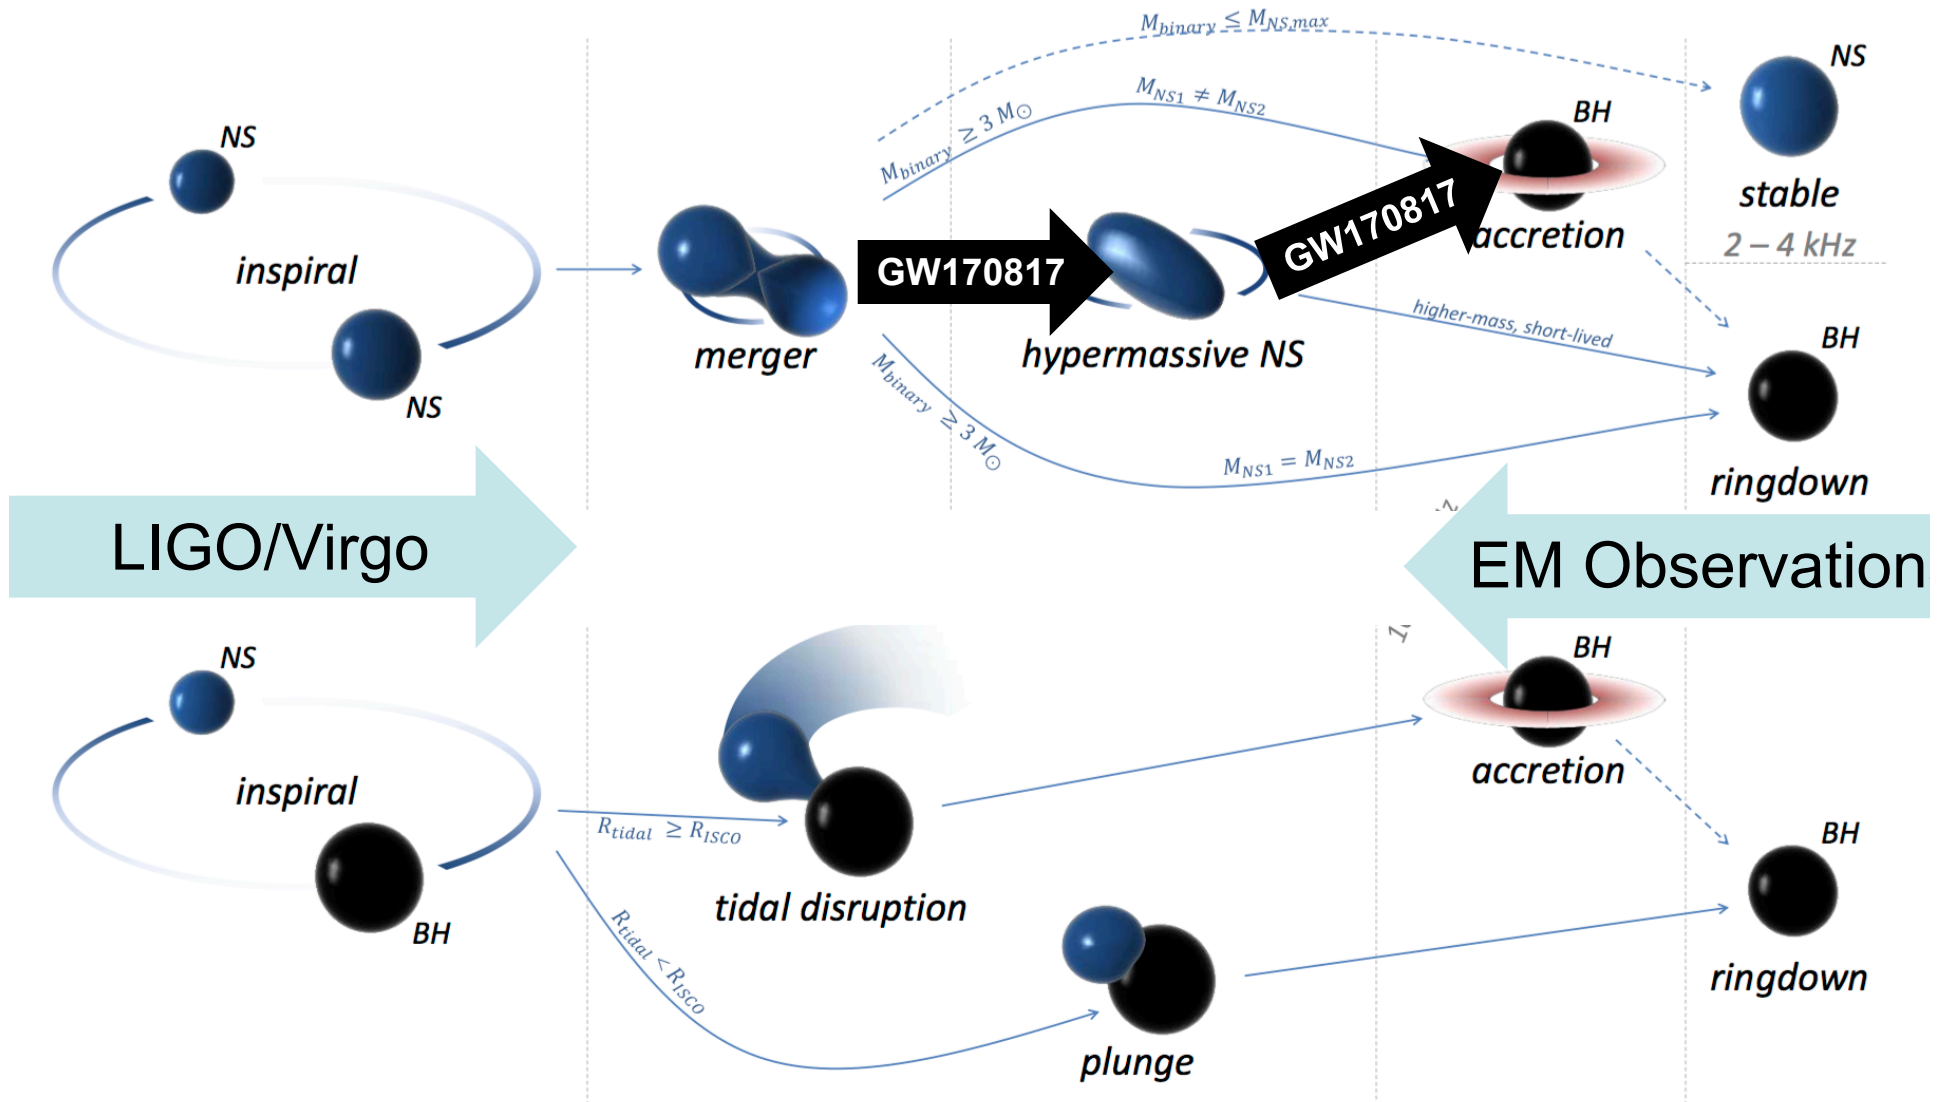 M_binary ≤ M_NS,max
NS
M_NS1 ≠ M_NS2
M_binary ≥ 3 M_⊙
BH
NS
stable
2 – 4 kHz
GW170817
accretion
inspiral
GW170817
merger
hypermassive NS
higher-mass, short-lived
BH
NS
M_binary ≥ 3 M_⊙
M_NS1 = M_NS2
ringdown
LIGO/Virgo
EM Observation
NS
BH
inspiral
accretion
R_tidal ≥ R_ISCO
BH
tidal disruption
BH
R_tidal < R_ISCO
ringdown
plunge